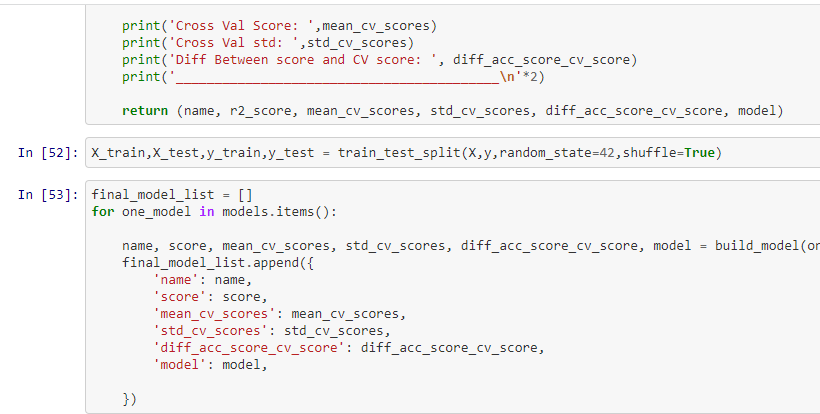 print('Cross Val Score: ',mean_cv_scores)
print('Cross Val std: ',std_cv_scores)
print('Diff Between score and CV score: ', diff_acc_score_cv_score)
print('__________________________________________\n'*2)
return (name, r2_score, mean_cv_scores, std_cv_scores, diff_acc_score_cv_score, model)
In [52]: X_train,X_test,y_train,y_test = train_test_split(X,y,random_state=42,shuffle=True)
In [53]: final_model_list = []
for one_model in models.items():
name, score, mean_cv_scores, std_cv_scores, diff_acc_score_cv_score, model = build_model(on
final_model_list.append({
'name': name,
'score': score,
'mean_cv_scores': mean_cv_scores,
'std_cv_scores': std_cv_scores,
'diff_acc_score_cv_score': diff_acc_score_cv_score,
'model': model,
})